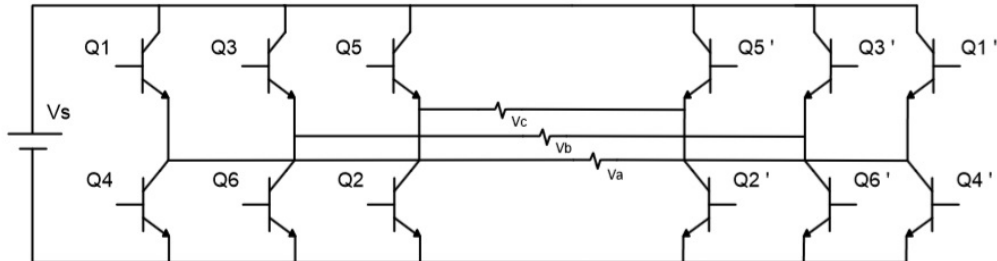 Q1 Q3 Q5 Q5 ' Q3 ' Q1 '
Vs
Vc
Vb
Va
Q4 Q6 Q2 Q2 ' Q6 ' Q4 '